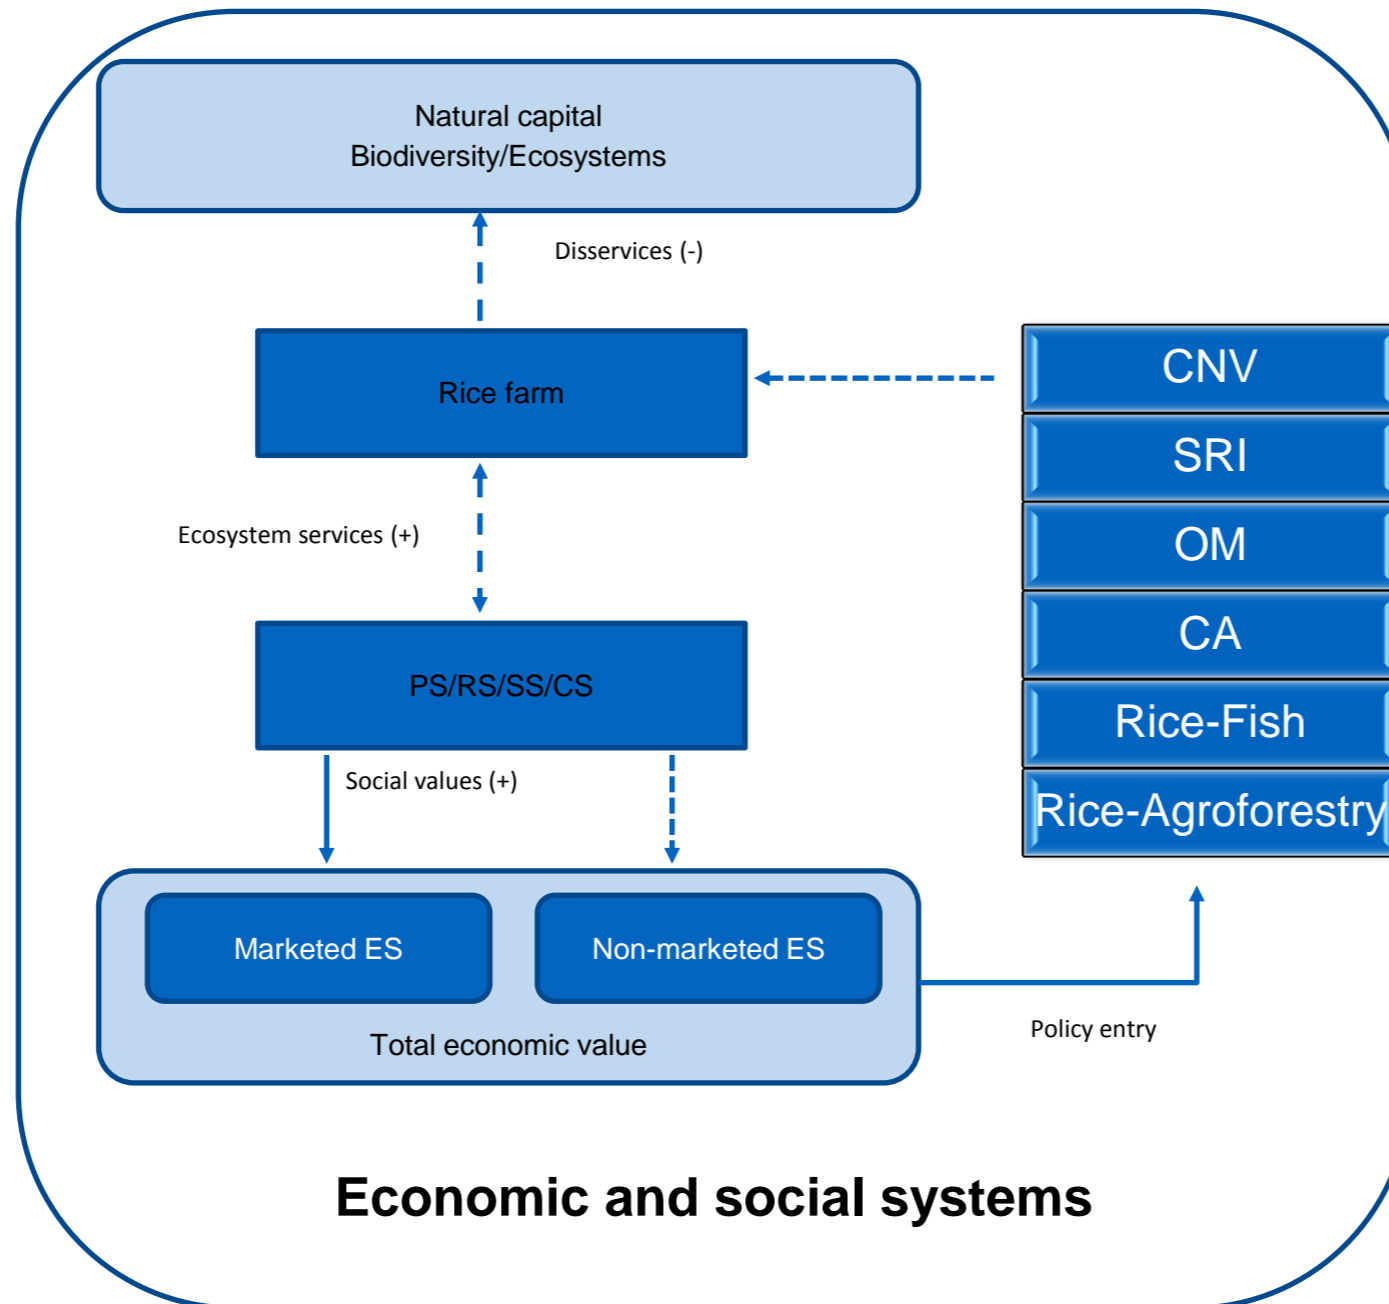 Natural capital
Biodiversity/Ecosystems
Disservices (-)
Rice farm
Ecosystem services (+)
PS/RS/SS/CS
Social values (+)
Marketed ES
Non-marketed ES
Total economic value
CNV
SRI
OM
CA
Rice-Fish
Rice-Agroforestry
Policy entry
Economic and social systems